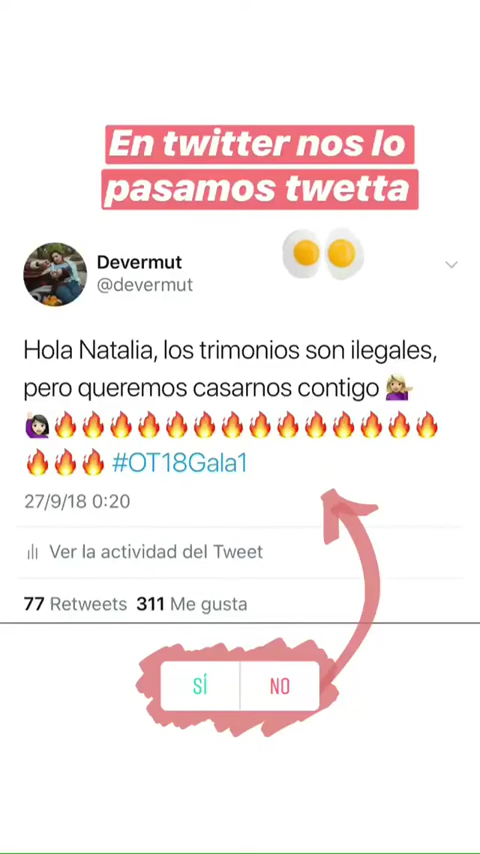 En twitter nos lo
pasamos twetta
Devermut
@devermut
Hola Natalia, los trimonios son ilegales,
pero queremos casarnos contigo 💁🏼‍♀️
🙋🏻‍♀️🔥🔥🔥🔥🔥🔥🔥🔥🔥🔥🔥🔥🔥🔥
🔥🔥🔥 #OT18Gala1
27/9/18 0:20
Ver la actividad del Tweet
77 Retweets 311 Me gusta
SÍ NO